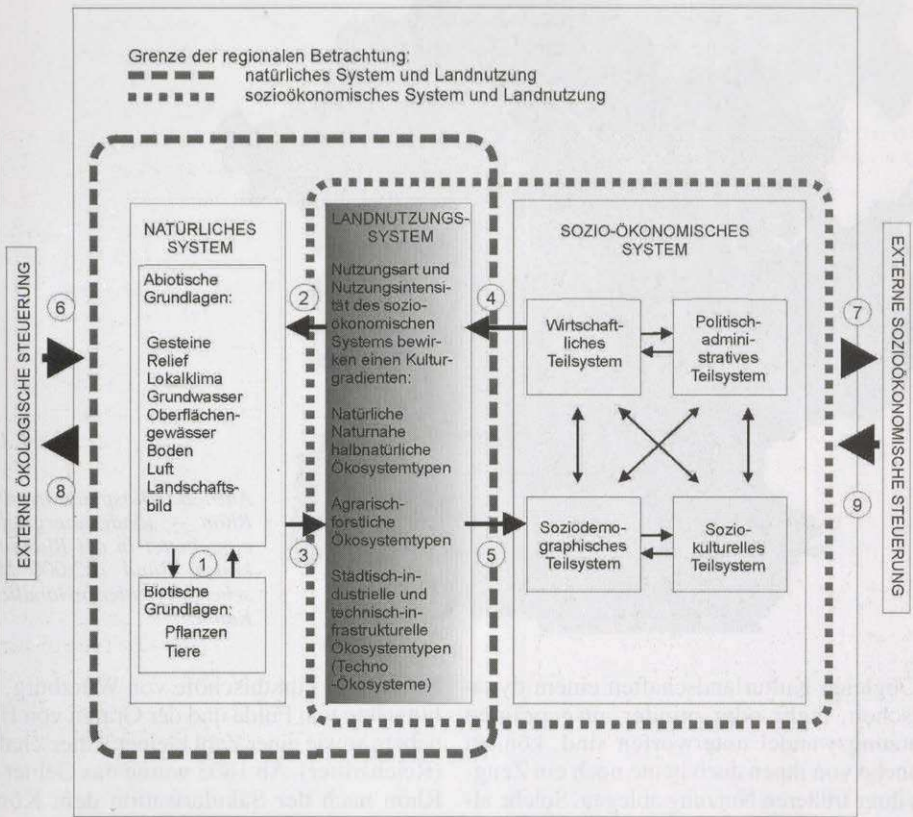 Grenze der regionalen Betrachtung:
natürliches System und Landnutzung
sozioökonomisches System und Landnutzung
EXTERNE ÖKOLOGISCHE STEUERUNG
6
8
NATÜRLICHES
SYSTEM
Abiotische
Grundlagen:
Gesteine
Relief
Lokalklima
Grundwasser
Oberflächen-
gewässer
Boden
Luft
Landschafts-
bild
1
Biotische
Grundlagen:
Pflanzen
Tiere
2
3
LANDNUTZUNGS-
SYSTEM
Nutzungsart und
Nutzungsintensi-
tät des sozio-
ökonomischen
Systems bewir-
ken einen Kultur-
gradienten:
Natürliche
Naturnahe
halbnatürliche
Ökosystemtypen
Agrarisch-
forstliche
Ökosystemtypen
Städtisch-in-
dustrielle und
technisch-in-
frastrukturelle
Ökosystemtypen
(Techno
-Ökosysteme)
4
5
SOZIO-ÖKONOMISCHES
SYSTEM
Wirtschaft-
liches
Teilsystem
Politisch-
admini-
stratives
Teilsystem
Soziodemo-
graphisches
Teilsystem
Sozio-
kulturelles
Teilsystem
7
9
EXTERNE SOZIOÖKONOMISCHE STEUERUNG